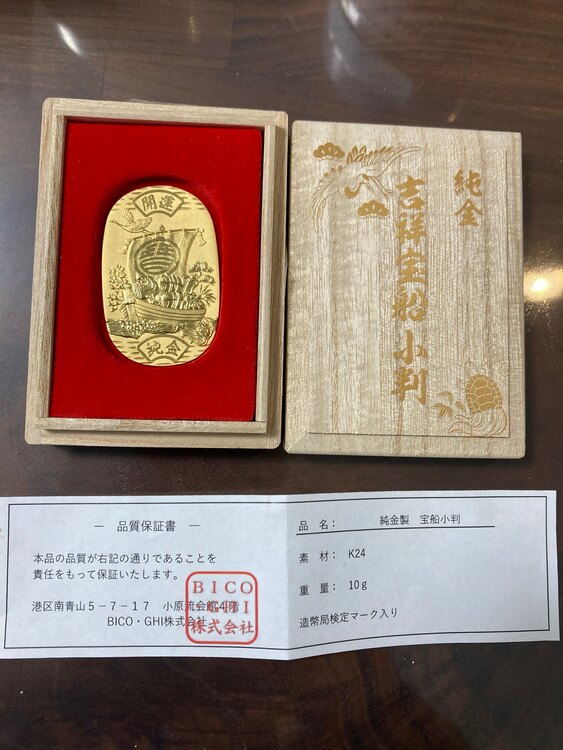 開運
寿
純金
純金
吉祥宝船小判
― 品質保証書 ―
本品の品質が右記の通りであることを
責任をもって保証いたします。
港区南青山5-7-17 小原流会館4階
BICO・GHI株式会社
BICO
GHI
株式会社
品 名: 純金製 宝船小判
素 材: K24
重 量: 10g
造幣局検定マーク入り